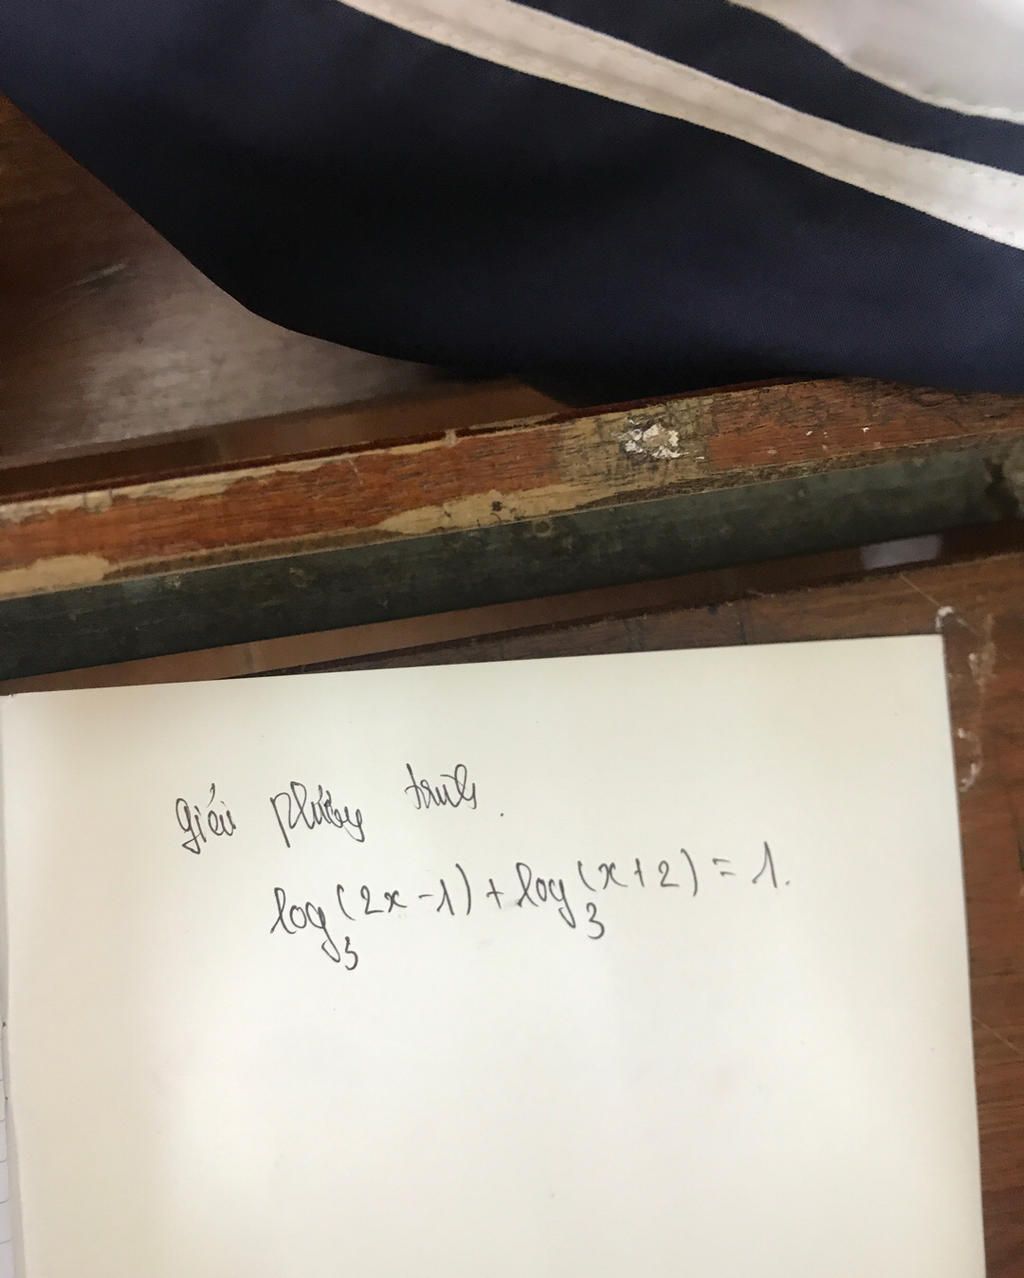 giải phương trình.
log₃(2x-1) + log₃(x+2) = 1.